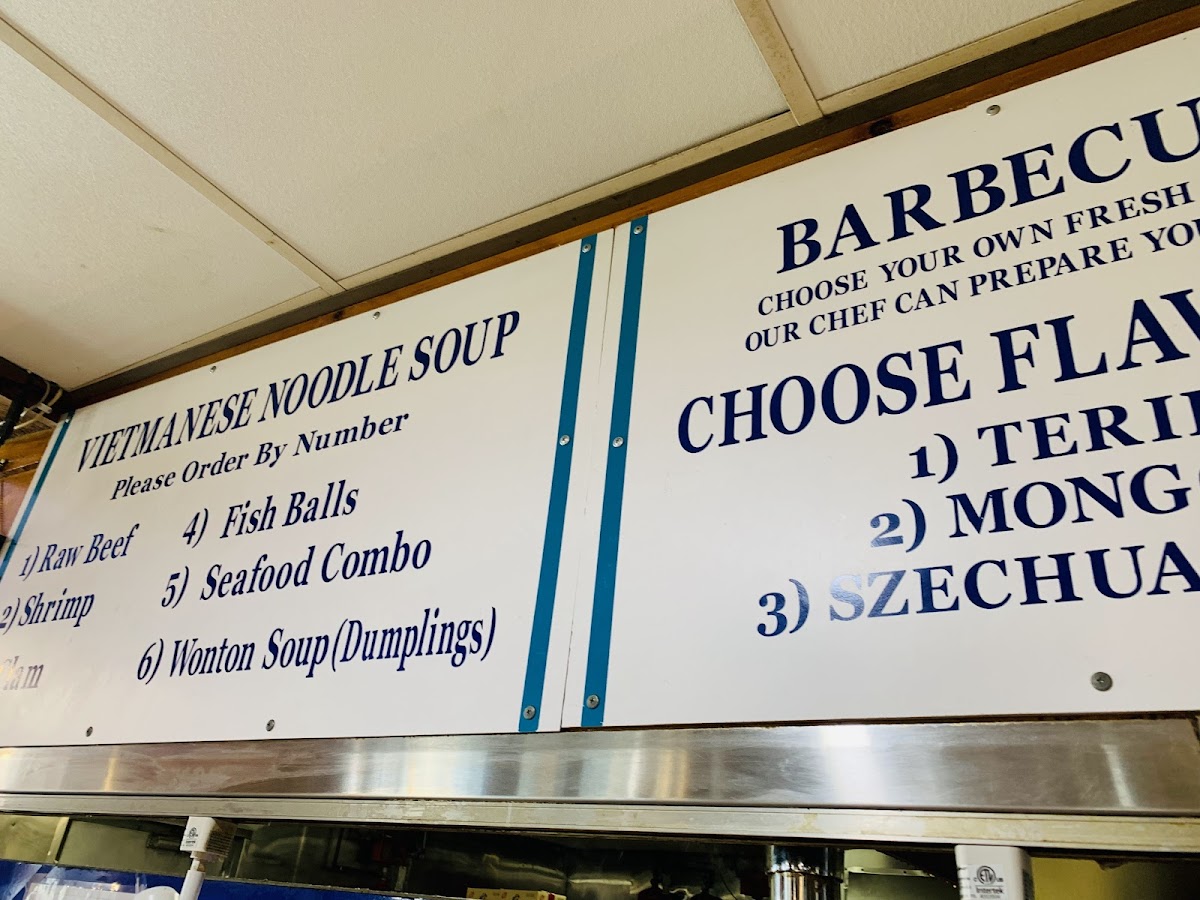 VIETMANESE NOODLE SOUP
Please Order By Number
1) Raw Beef
2) Shrimp
4) Fish Balls
5) Seafood Combo
6) Wonton Soup (Dumplings)
BARBECU
CHOOSE YOUR OWN FRESH
OUR CHEF CAN PREPARE YOU
CHOOSE FLAV
1) TERI
2) MONG
3) SZECHUA
Intertek